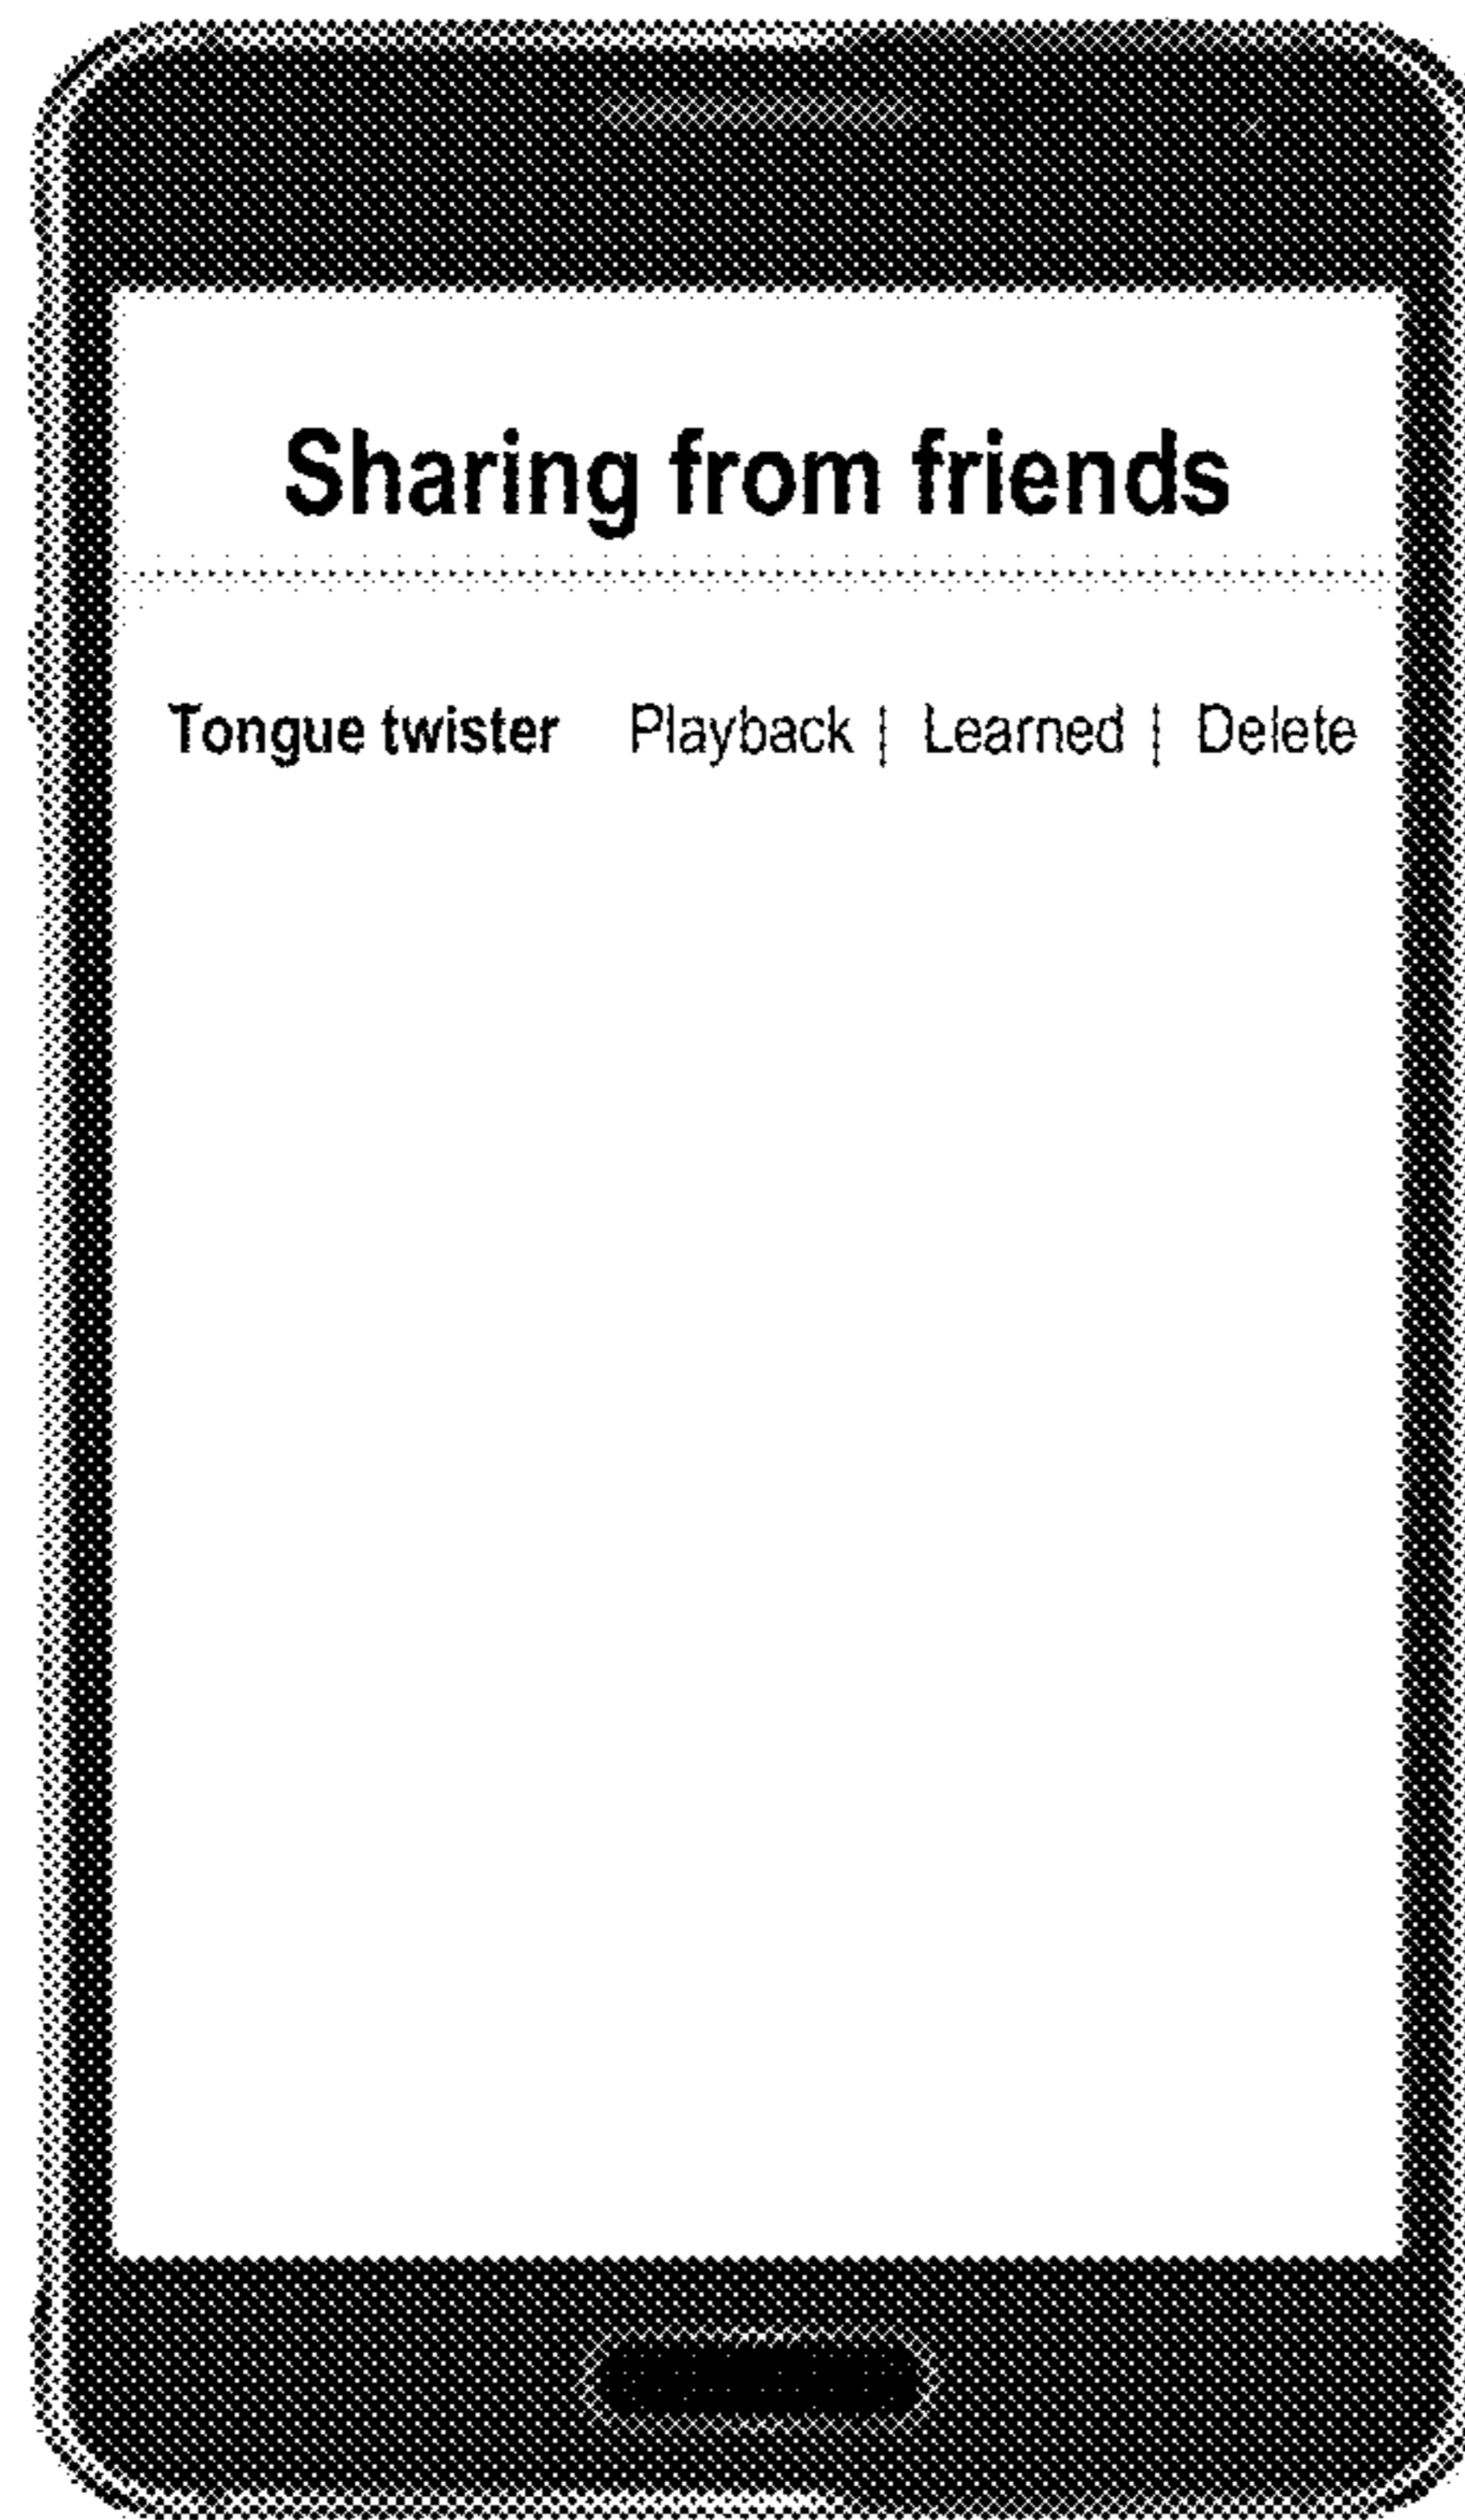 Sharing from friends
Tongue twister Playback | Learned | Delete